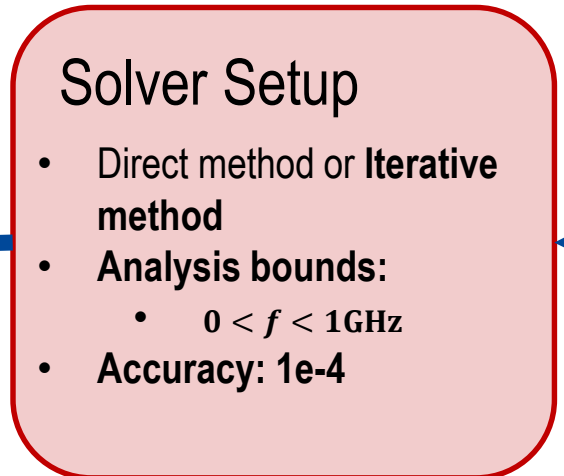 Solver Setup
• Direct method or Iterative
method
• Analysis bounds:
• 0 < f < 1GHz
• Accuracy: 1e-4